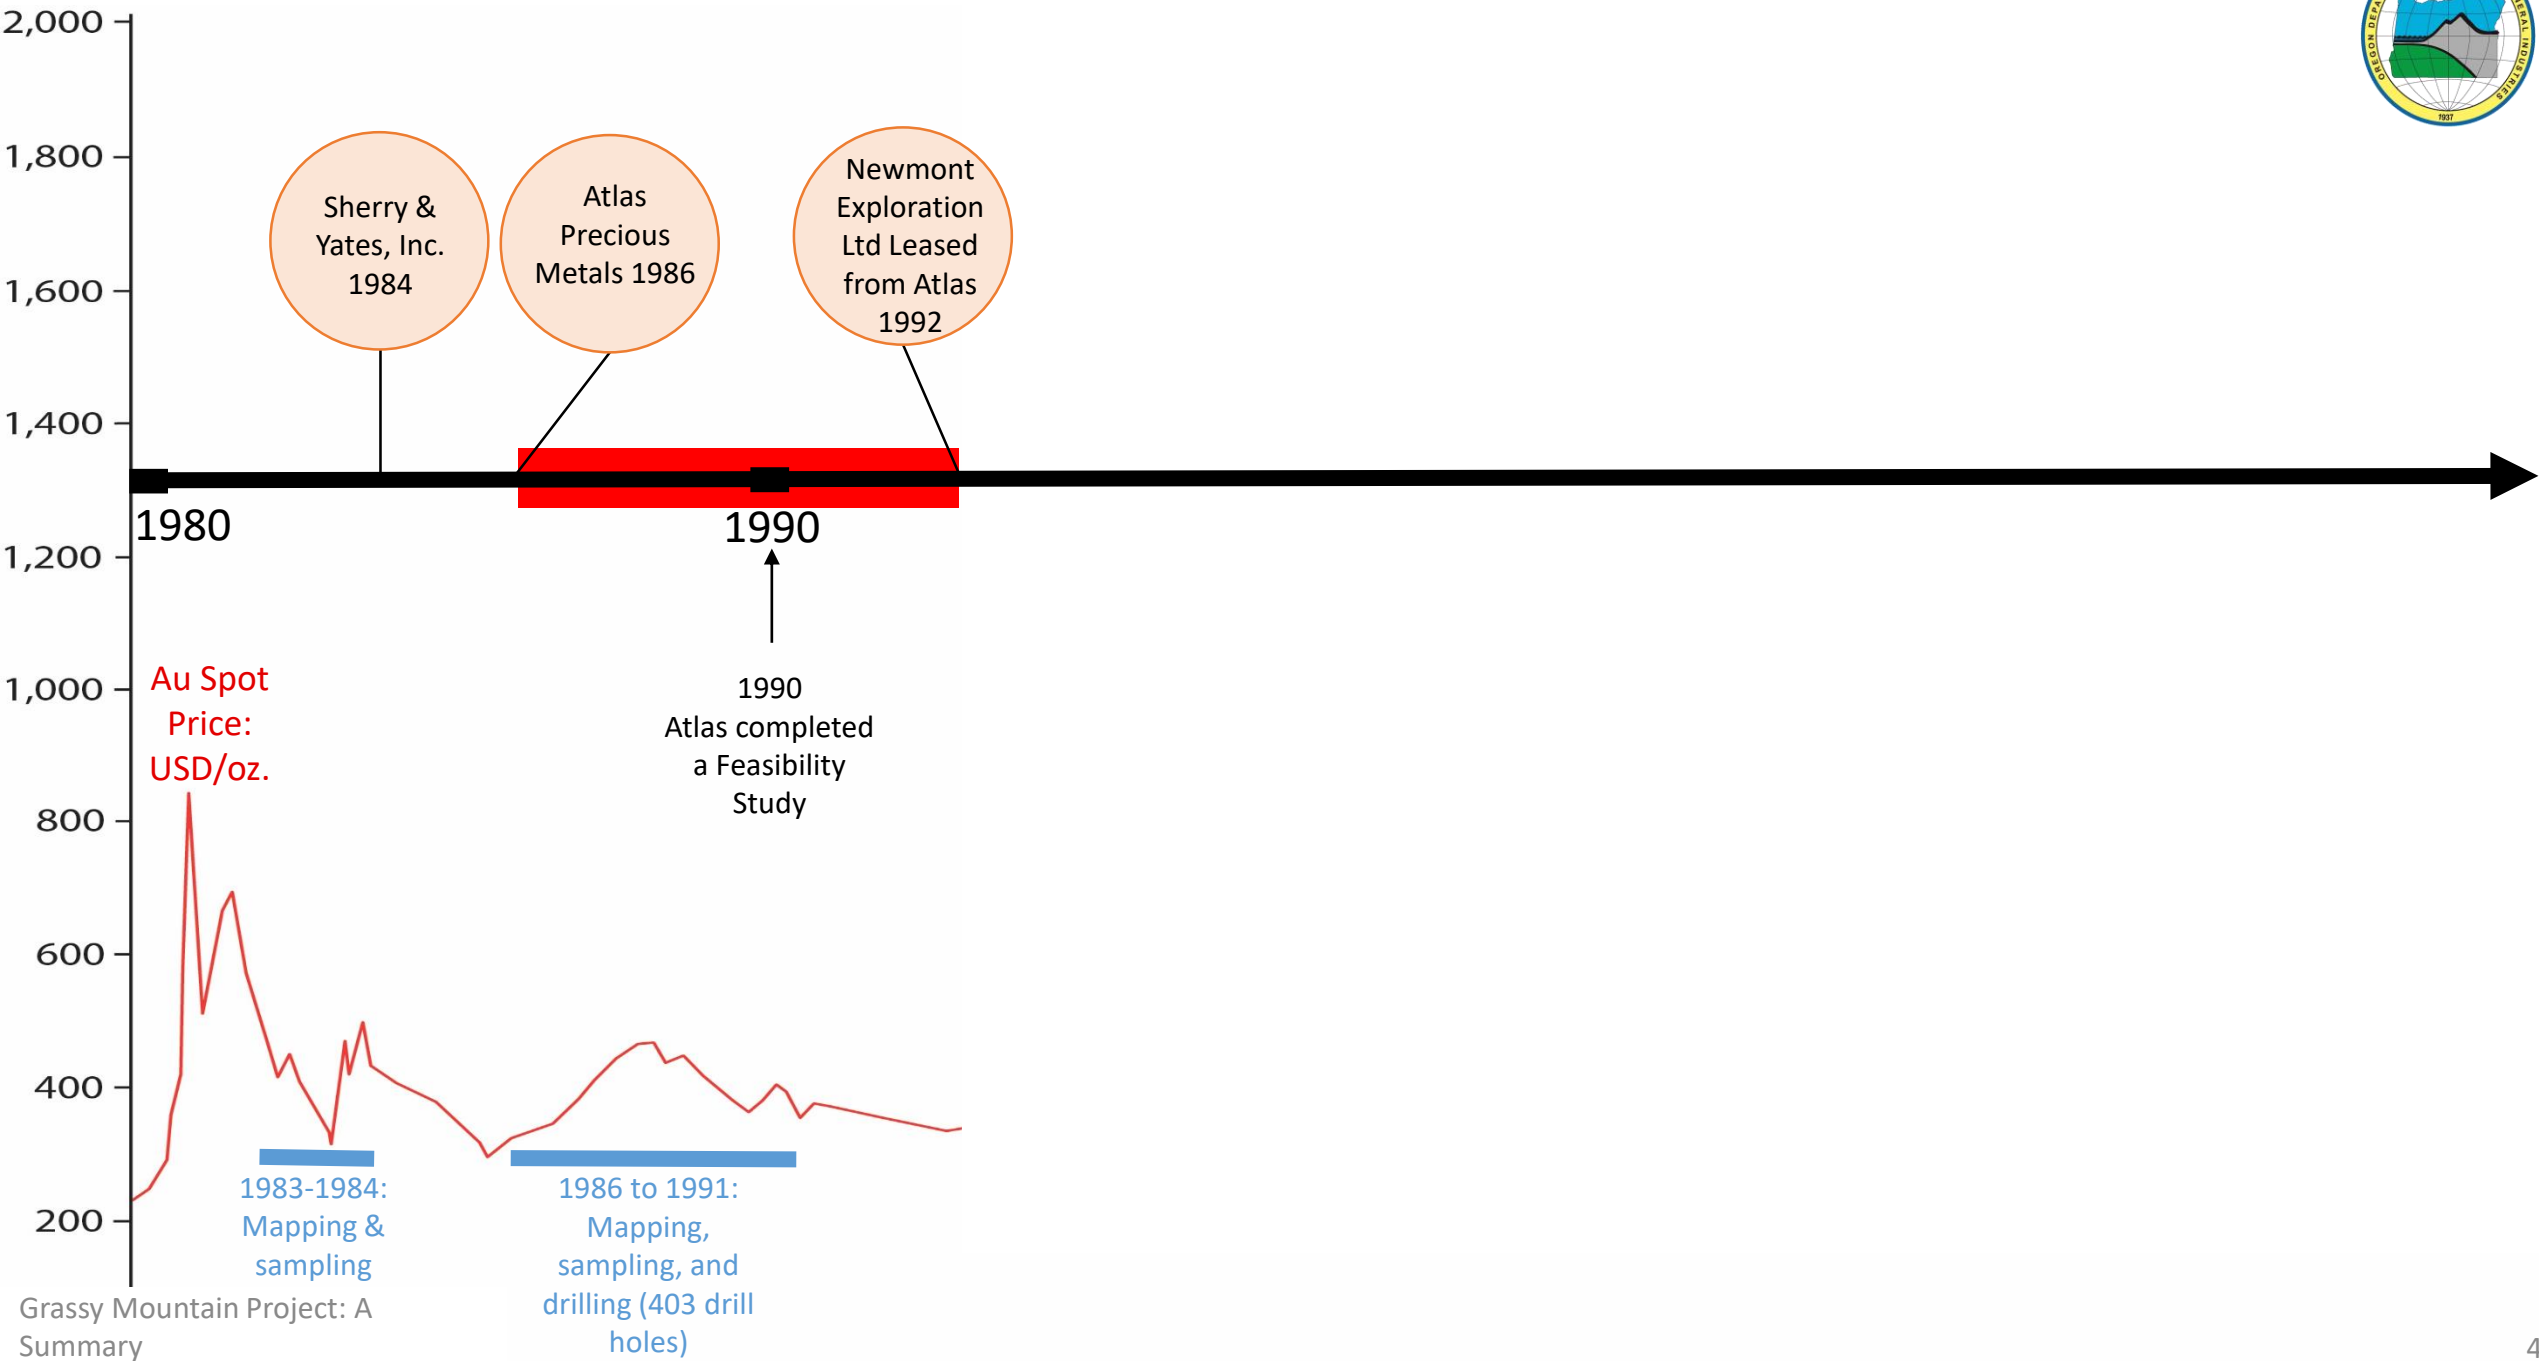 2,000
1,800
1,600
1,400
1,200
1,000
800
600
400
200
Sherry &
Yates, Inc.
1984
Atlas
Precious
Metals 1986
Newmont
Exploration
Ltd Leased
from Atlas
1992
1980
1990
1990
Atlas completed
a Feasibility
Study
Au Spot
Price:
USD/oz.
1983-1984:
Mapping &
sampling
1986 to 1991:
Mapping,
sampling, and
drilling (403 drill
holes)
Grassy Mountain Project: A
Summary
4
OREGON
INDUSTRIES
1937